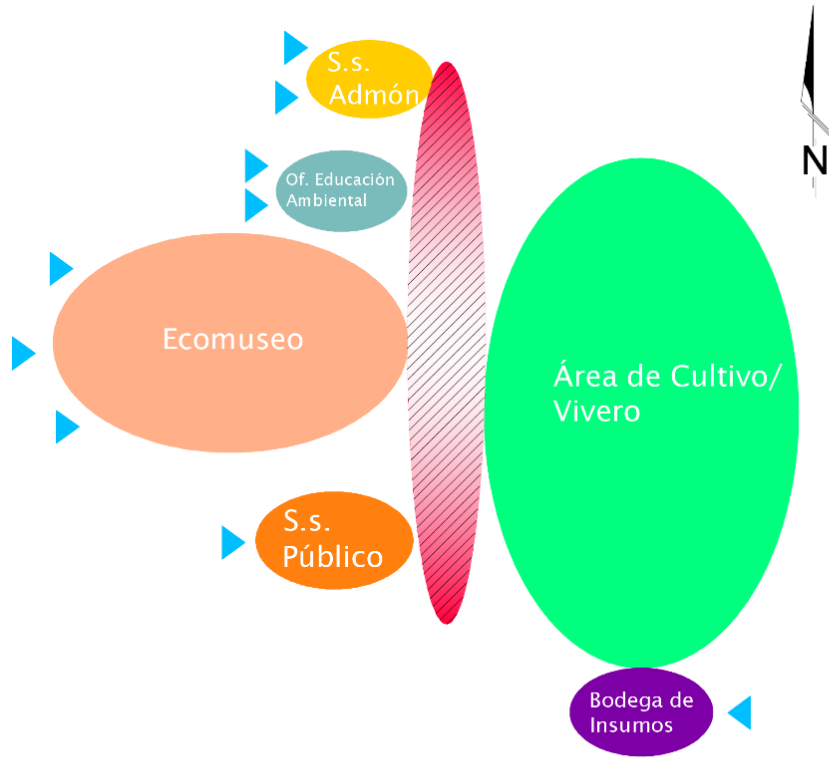 S.s.
Admón
N
Of. Educación
Ambiental
Ecomuseo
Área de Cultivo/
Vivero
S.s.
Público
Bodega de
Insumos